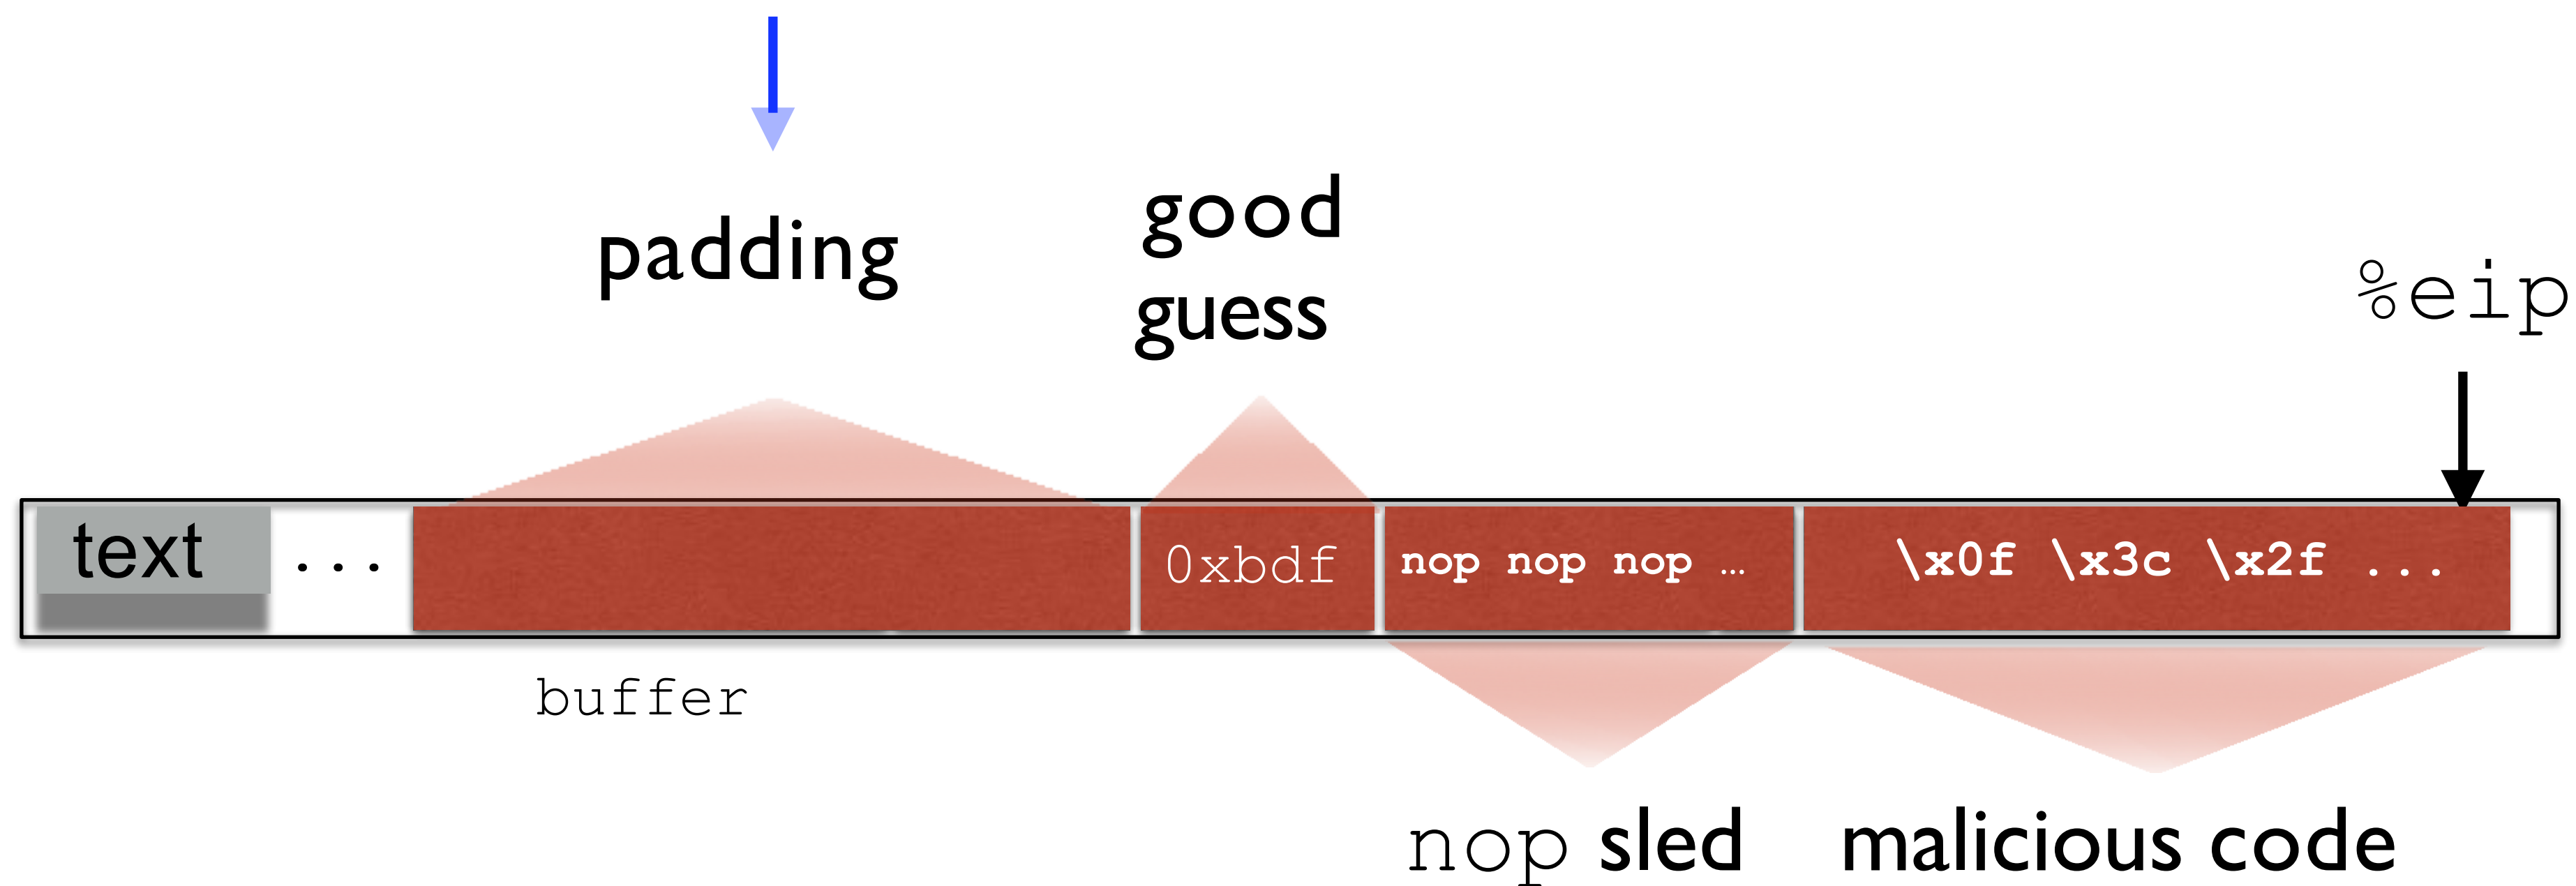 padding
good
guess
%eip
text ... 0xbdf nop nop nop ... \x0f \x3c \x2f ...
buffer
nop sled malicious code